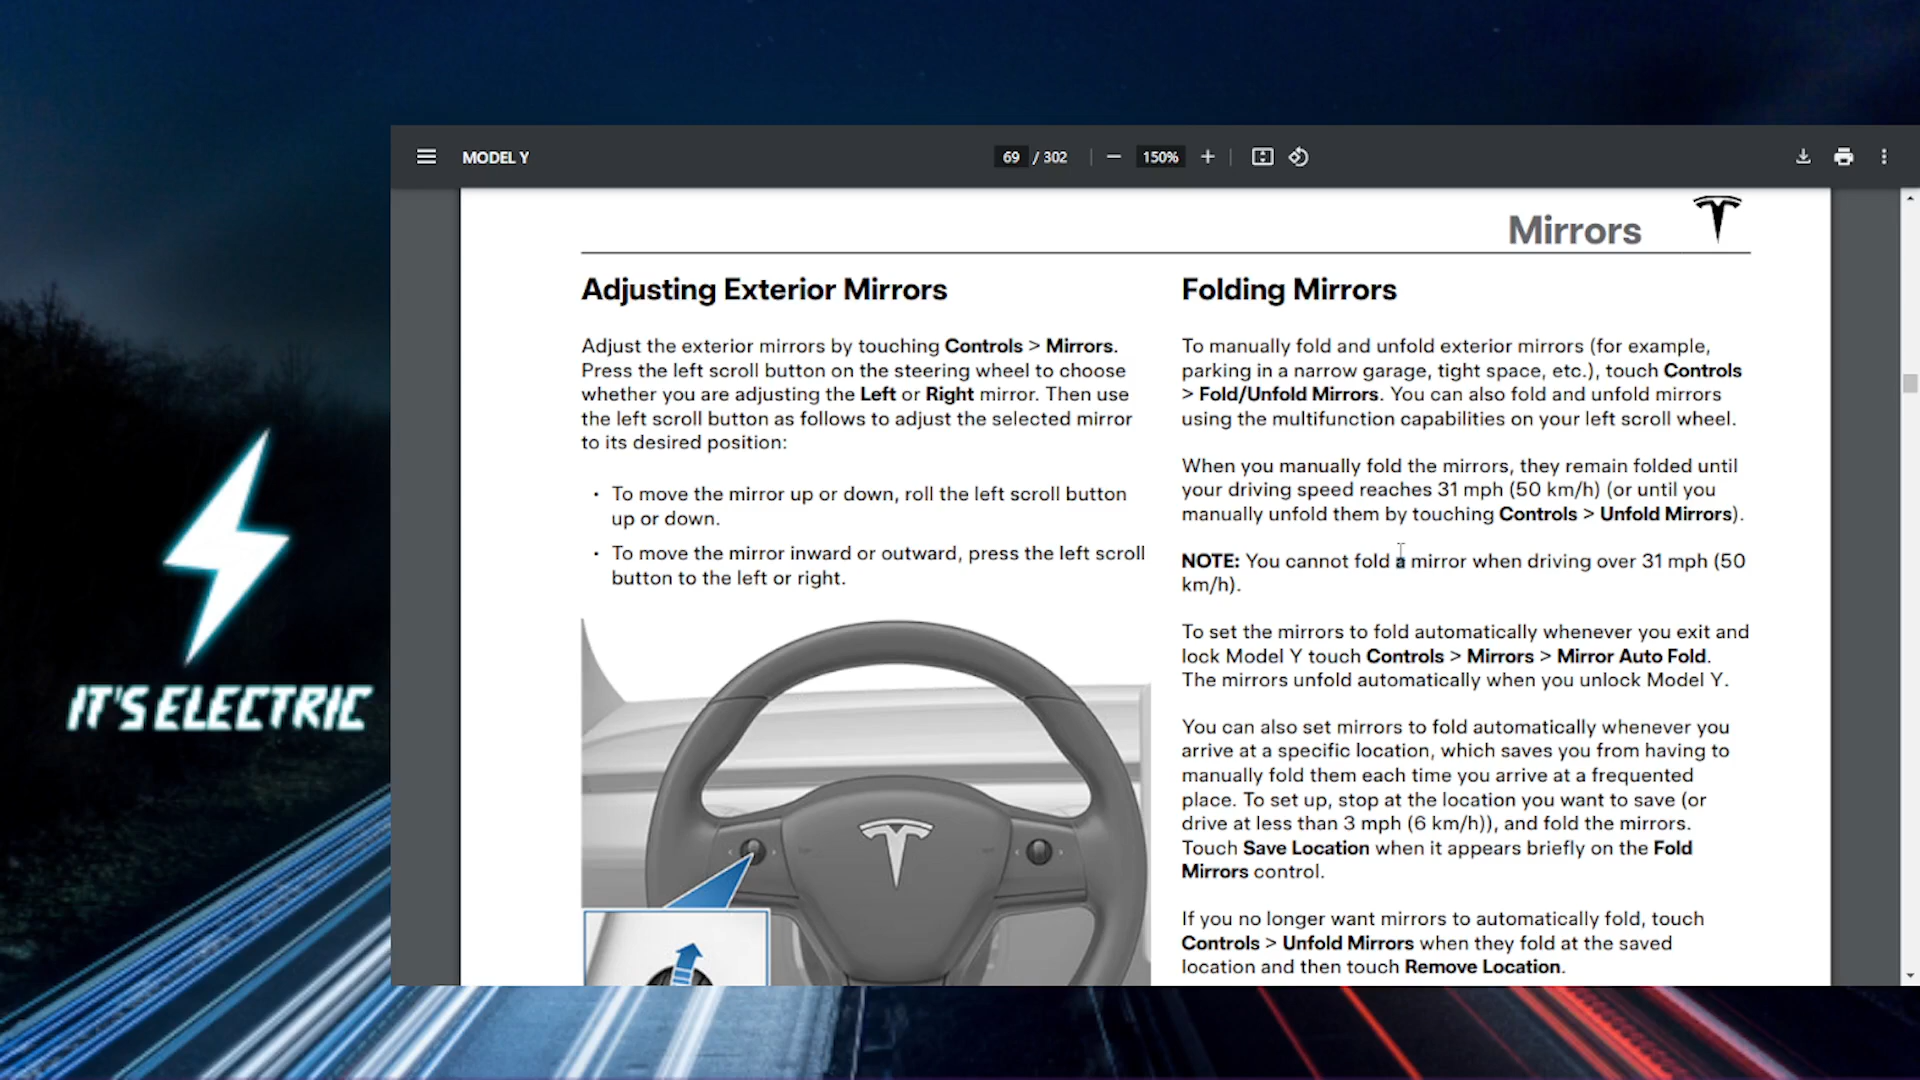 MODEL Y
69 / 302
150%
Mirrors
Adjusting Exterior Mirrors
Adjust the exterior mirrors by touching Controls > Mirrors.
Press the left scroll button on the steering wheel to choose
whether you are adjusting the Left or Right mirror. Then use
the left scroll button as follows to adjust the selected mirror
to its desired position:
• To move the mirror up or down, roll the left scroll button
up or down.
• To move the mirror inward or outward, press the left scroll
button to the left or right.
Folding Mirrors
To manually fold and unfold exterior mirrors (for example,
parking in a narrow garage, tight space, etc.), touch Controls
> Fold/Unfold Mirrors. You can also fold and unfold mirrors
using the multifunction capabilities on your left scroll wheel.
When you manually fold the mirrors, they remain folded until
your driving speed reaches 31 mph (50 km/h) (or until you
manually unfold them by touching Controls > Unfold Mirrors).
NOTE: You cannot fold a mirror when driving over 31 mph (50
km/h).
To set the mirrors to fold automatically whenever you exit and
lock Model Y touch Controls > Mirrors > Mirror Auto Fold.
The mirrors unfold automatically when you unlock Model Y.
You can also set mirrors to fold automatically whenever you
arrive at a specific location, which saves you from having to
manually fold them each time you arrive at a frequented
place. To set up, stop at the location you want to save (or
drive at less than 3 mph (6 km/h)), and fold the mirrors.
Touch Save Location when it appears briefly on the Fold
Mirrors control.
If you no longer want mirrors to automatically fold, touch
Controls > Unfold Mirrors when they fold at the saved
location and then touch Remove Location.
IT'S ELECTRIC